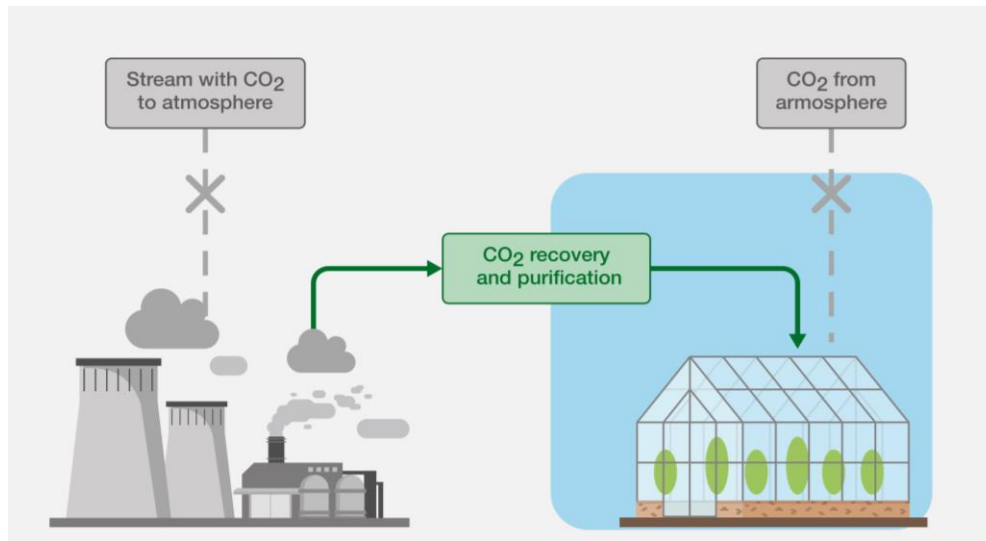 Stream with CO2
to atmosphere
CO2 from
armosphere
CO2 recovery
and purification